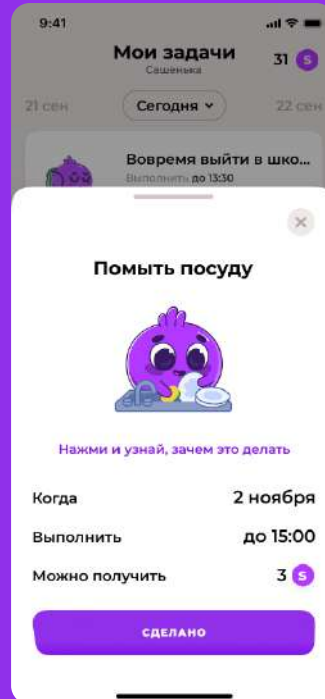 9:41
Мои задачи
31 S
Сашенька
21 сен
Сегодня
22 сен
Вовремя выйти в шко...
Выполнить до 13:30
Помыть посуду
Нажми и узнай, зачем это делать
Когда
2 ноября
Выполнить
до 15:00
Можно получить
3 S
СДЕЛАНО